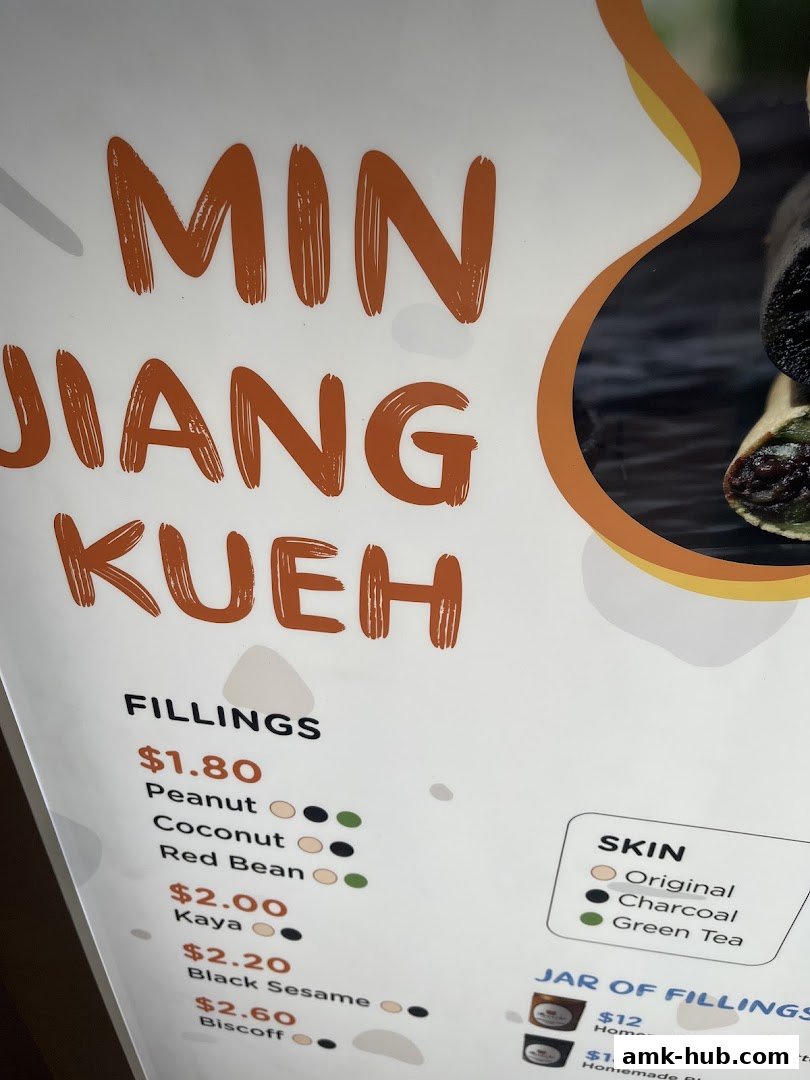 MIN
JIANG
KUEH
FILLINGS
$1.80
Peanut
Coconut
Red Bean
$2.00
Kaya
$2.20
Black Sesame
$2.60
Biscoff
SKIN
Original
Charcoal
Green Tea
JAR OF FILLINGS
$12
Homemade
amk-hub.com